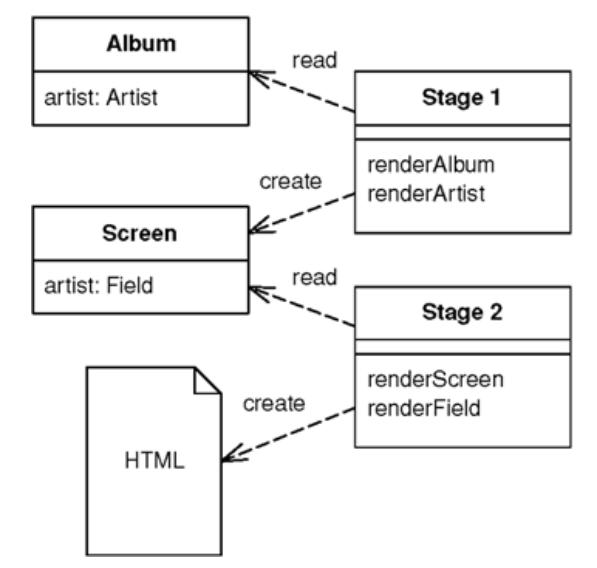 Album
artist: Artist
read
Stage 1
renderAlbum
renderArtist
create
Screen
artist: Field
read
Stage 2
renderScreen
renderField
create
HTML